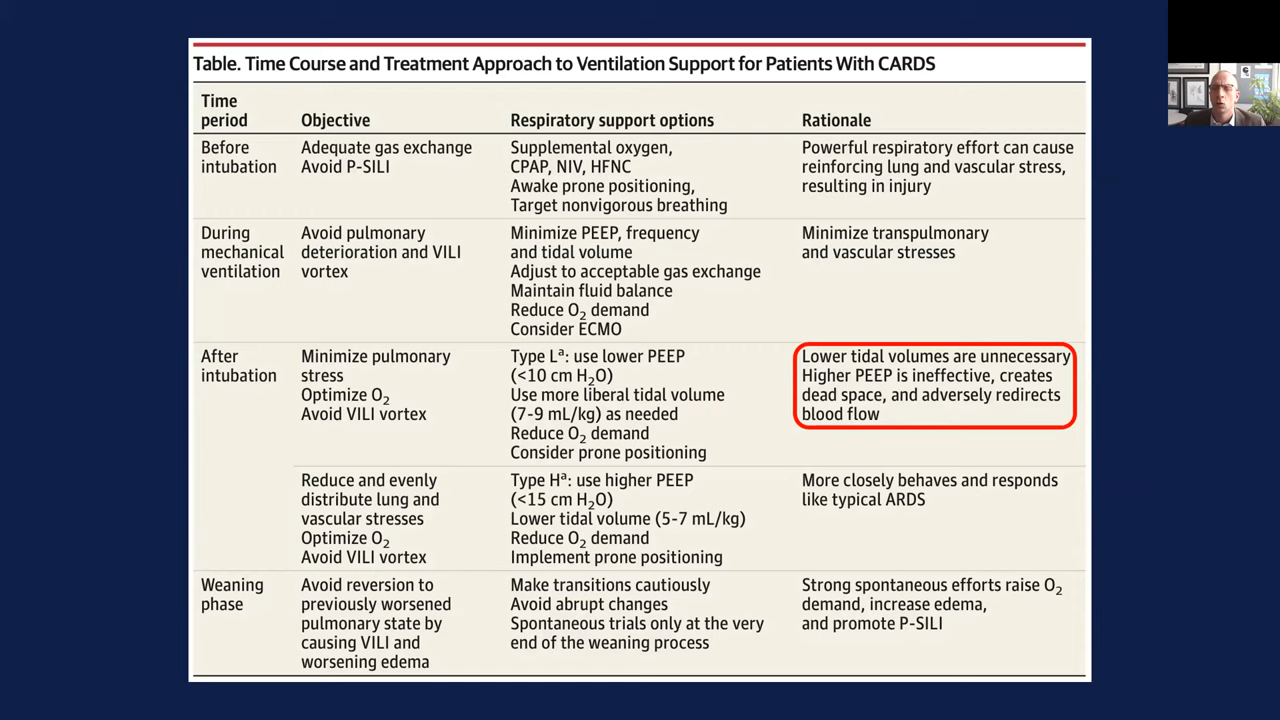 Table. Time Course and Treatment Approach to Ventilation Support for Patients With CARDS
Time
period
Objective
Respiratory support options
Rationale
Before
intubation
Adequate gas exchange
Avoid P-SILI
Supplemental oxygen,
CPAP, NIV, HFNC
Awake prone positioning,
Target nonvigorous breathing
Powerful respiratory effort can cause
reinforcing lung and vascular stress,
resulting in injury
During
mechanical
ventilation
Avoid pulmonary
deterioration and VILI
vortex
Minimize PEEP, frequency
and tidal volume
Adjust to acceptable gas exchange
Maintain fluid balance
Reduce O₂ demand
Consider ECMO
Minimize transpulmonary
and vascular stresses
After
intubation
Minimize pulmonary
stress
Optimize O₂
Avoid VILI vortex
Type Lᵃ: use lower PEEP
(<10 cm H₂O)
Use more liberal tidal volume
(7-9 mL/kg) as needed
Reduce O₂ demand
Consider prone positioning
Lower tidal volumes are unnecessary
Higher PEEP is ineffective, creates
dead space, and adversely redirects
blood flow
Reduce and evenly
distribute lung and
vascular stresses
Optimize O₂
Avoid VILI vortex
Type Hᵃ: use higher PEEP
(<15 cm H₂O)
Lower tidal volume (5-7 mL/kg)
Reduce O₂ demand
Implement prone positioning
More closely behaves and responds
like typical ARDS
Weaning
phase
Avoid reversion to
previously worsened
pulmonary state by
causing VILI and
worsening edema
Make transitions cautiously
Avoid abrupt changes
Spontaneous trials only at the very
end of the weaning process
Strong spontaneous efforts raise O₂
demand, increase edema,
and promote P-SILI